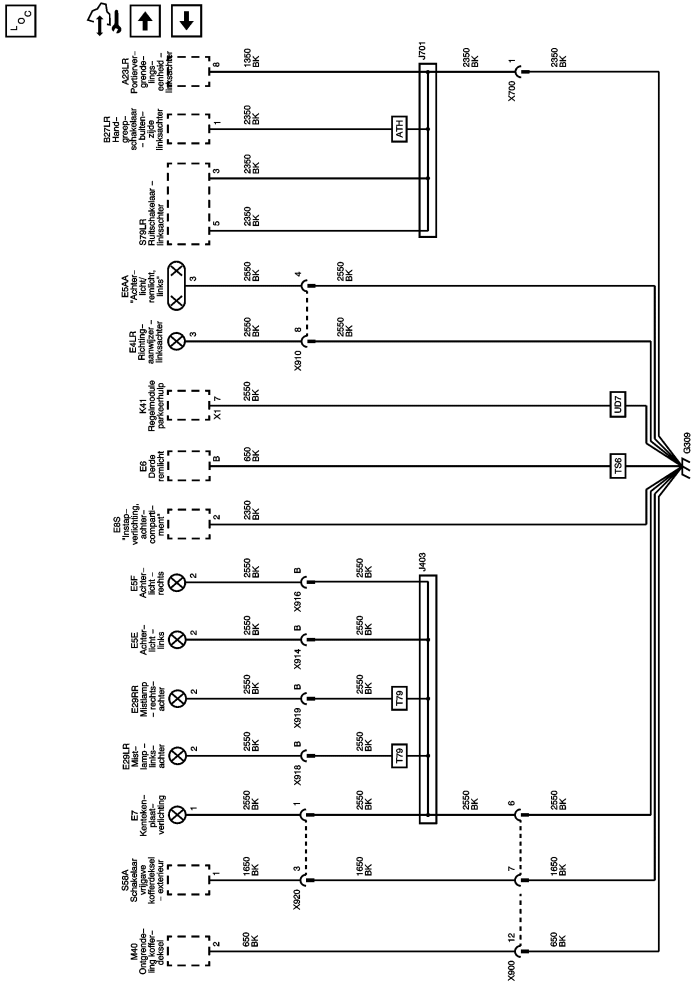 LOC
A23LR
Portierver-
grende-
lings-
eenheid -
linksachter
8
1350
BK
J701
2350
BK
1
X700
2350
BK
B27LR
Hand-
greep-
schakelaar
- buiten-
zijde
linksachter
1
2350
BK
ATH
S79LR
Ruitschakelaar -
linksachter
3
2350
BK
5
2350
BK
E5AA
"Achter-
licht/
remlicht,
links"
3
2550
BK
4
2550
BK
E4LR
Richting-
aanwijzer -
linksachter
3
2550
BK
8
X910
2550
BK
K41
Regelmodule
parkeerhulp
7
X1
2550
BK
UD7
E6
Derde
remlicht
B
650
BK
TS6
G309
E8S
"Instap-
verlichting,
achter-
comparti-
ment"
2
2350
BK
E5F
Achter-
licht -
rechts
2
2550
BK
B
X916
2550
BK
J403
E5E
Achter-
licht -
links
2
2550
BK
B
X914
2550
BK
E29RR
Mistlamp
- rechts-
achter
2
2550
BK
B
X919
2550
BK
T79
E29LR
Mist-
lamp -
links-
achter
2
2550
BK
B
X918
2550
BK
T79
E7
Kenteken-
plaat-
verlichting
1
2550
BK
1
2550
BK
2550
BK
6
2550
BK
S58A
Schakelaar
vrijgave
kofferdeksel
- exterieur
1
1650
BK
3
X920
1650
BK
7
1650
BK
M40
Ontgrende-
ling koffer-
deksel
2
650
BK
12
X900
650
BK